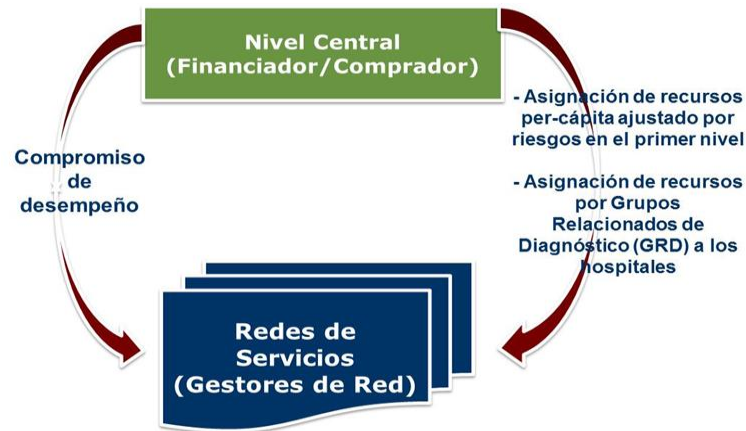 Nivel Central
(Financiador/Comprador)
- Asignación de recursos
per-cápita ajustado por
riesgos en el primer nivel
Compromiso
de
desempeño
- Asignación de recursos
por Grupos
Relacionados de
Diagnóstico (GRD) a los
hospitales
Redes de
Servicios
(Gestores de Red)